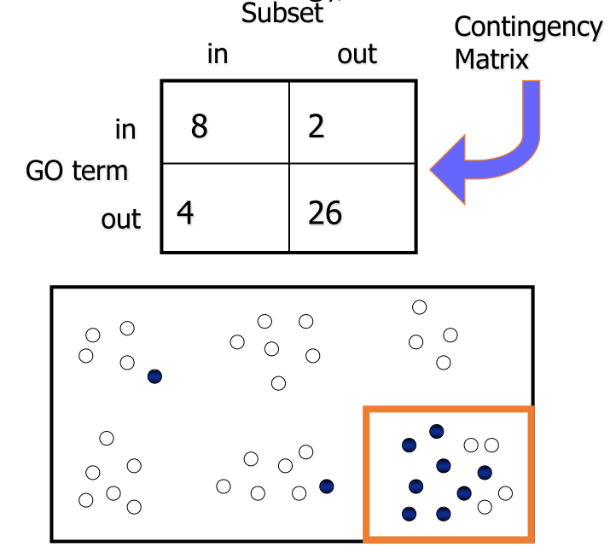 Subset
Contingency
Matrix
in out
in 8 2
GO term
out 4 26